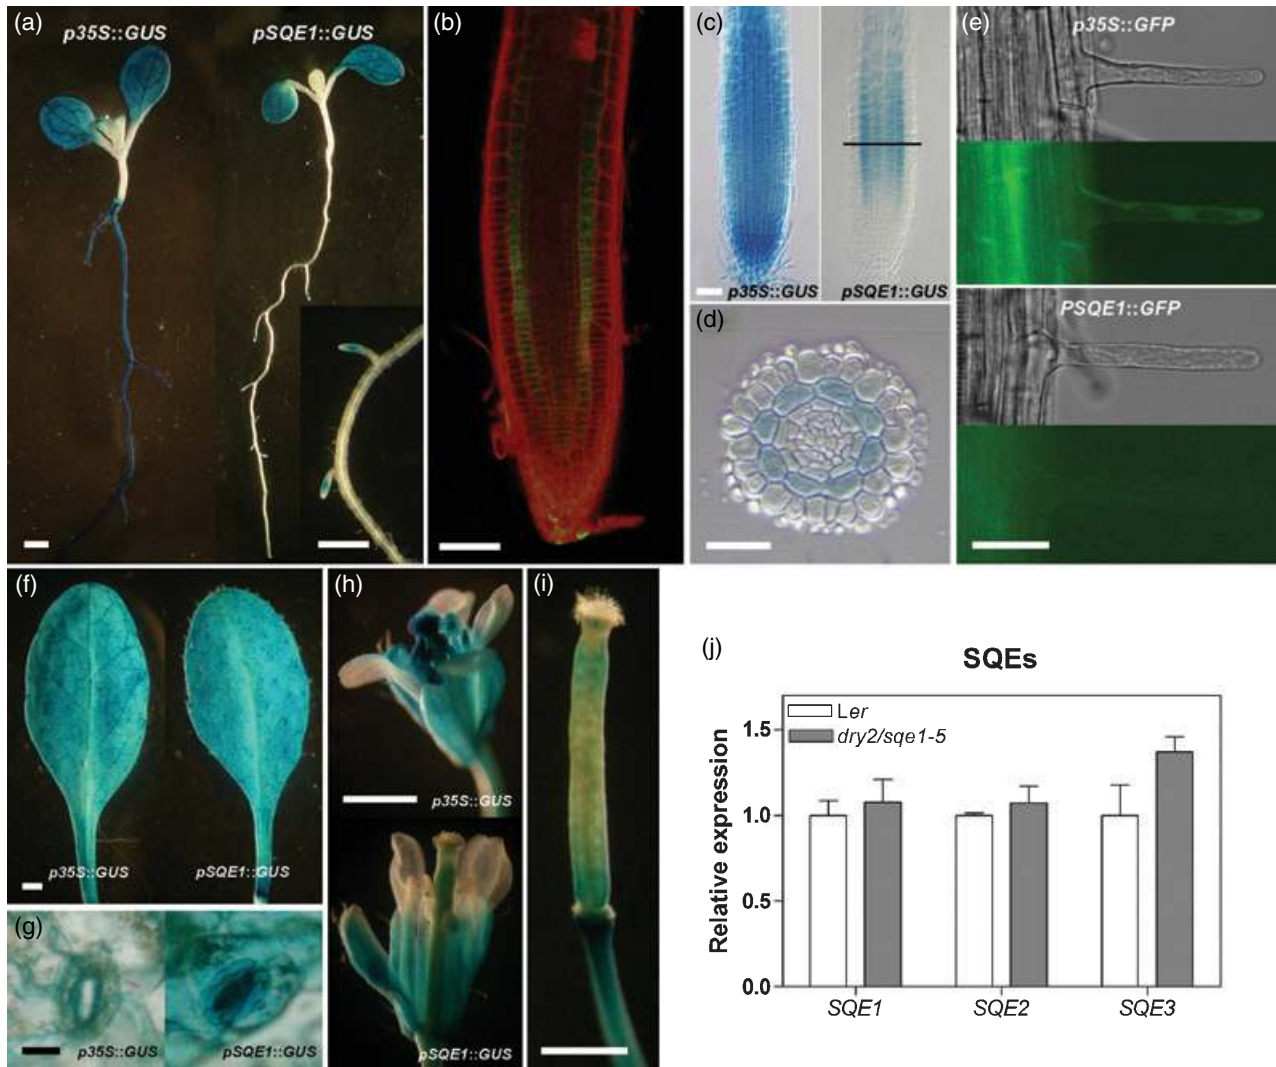 (a)
p35S::GUS
pSQE1::GUS
(b)
(c)
p35S::GUS
pSQE1::GUS
(d)
(e)
p35S::GFP
PSQE1::GFP
(f)
p35S::GUS
pSQE1::GUS
(g)
p35S::GUS
pSQE1::GUS
(h)
p35S::GUS
pSQE1::GUS
(i)
(j)
SQEs
Ler
dry2/sqe1-5
Relative expression
1.5
1.0
0.5
0.0
SQE1
SQE2
SQE3